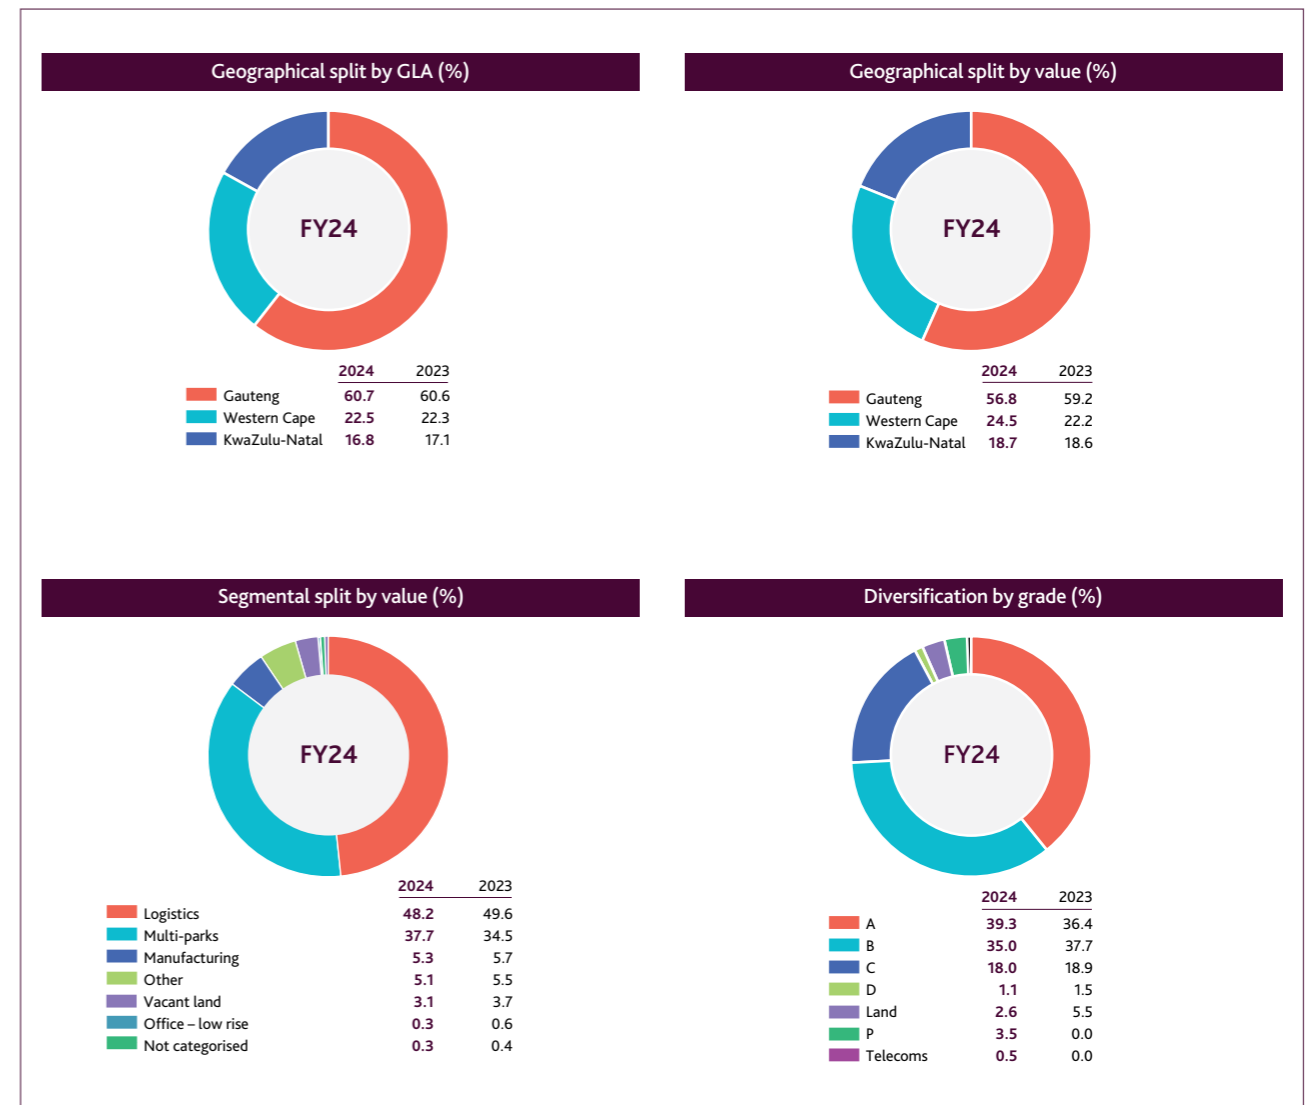 Geographical split by GLA (%)
FY24
2024 2023
Gauteng 60.7 60.6
Western Cape 22.5 22.3
KwaZulu-Natal 16.8 17.1
Geographical split by value (%)
FY24
2024 2023
Gauteng 56.8 59.2
Western Cape 24.5 22.2
KwaZulu-Natal 18.7 18.6
Segmental split by value (%)
FY24
2024 2023
Logistics 48.2 49.6
Multi-parks 37.7 34.5
Manufacturing 5.3 5.7
Other 5.1 5.5
Vacant land 3.1 3.7
Office – low rise 0.3 0.6
Not categorised 0.3 0.4
Diversification by grade (%)
FY24
2024 2023
A 39.3 36.4
B 35.0 37.7
C 18.0 18.9
D 1.1 1.5
Land 2.6 5.5
P 3.5 0.0
Telecoms 0.5 0.0